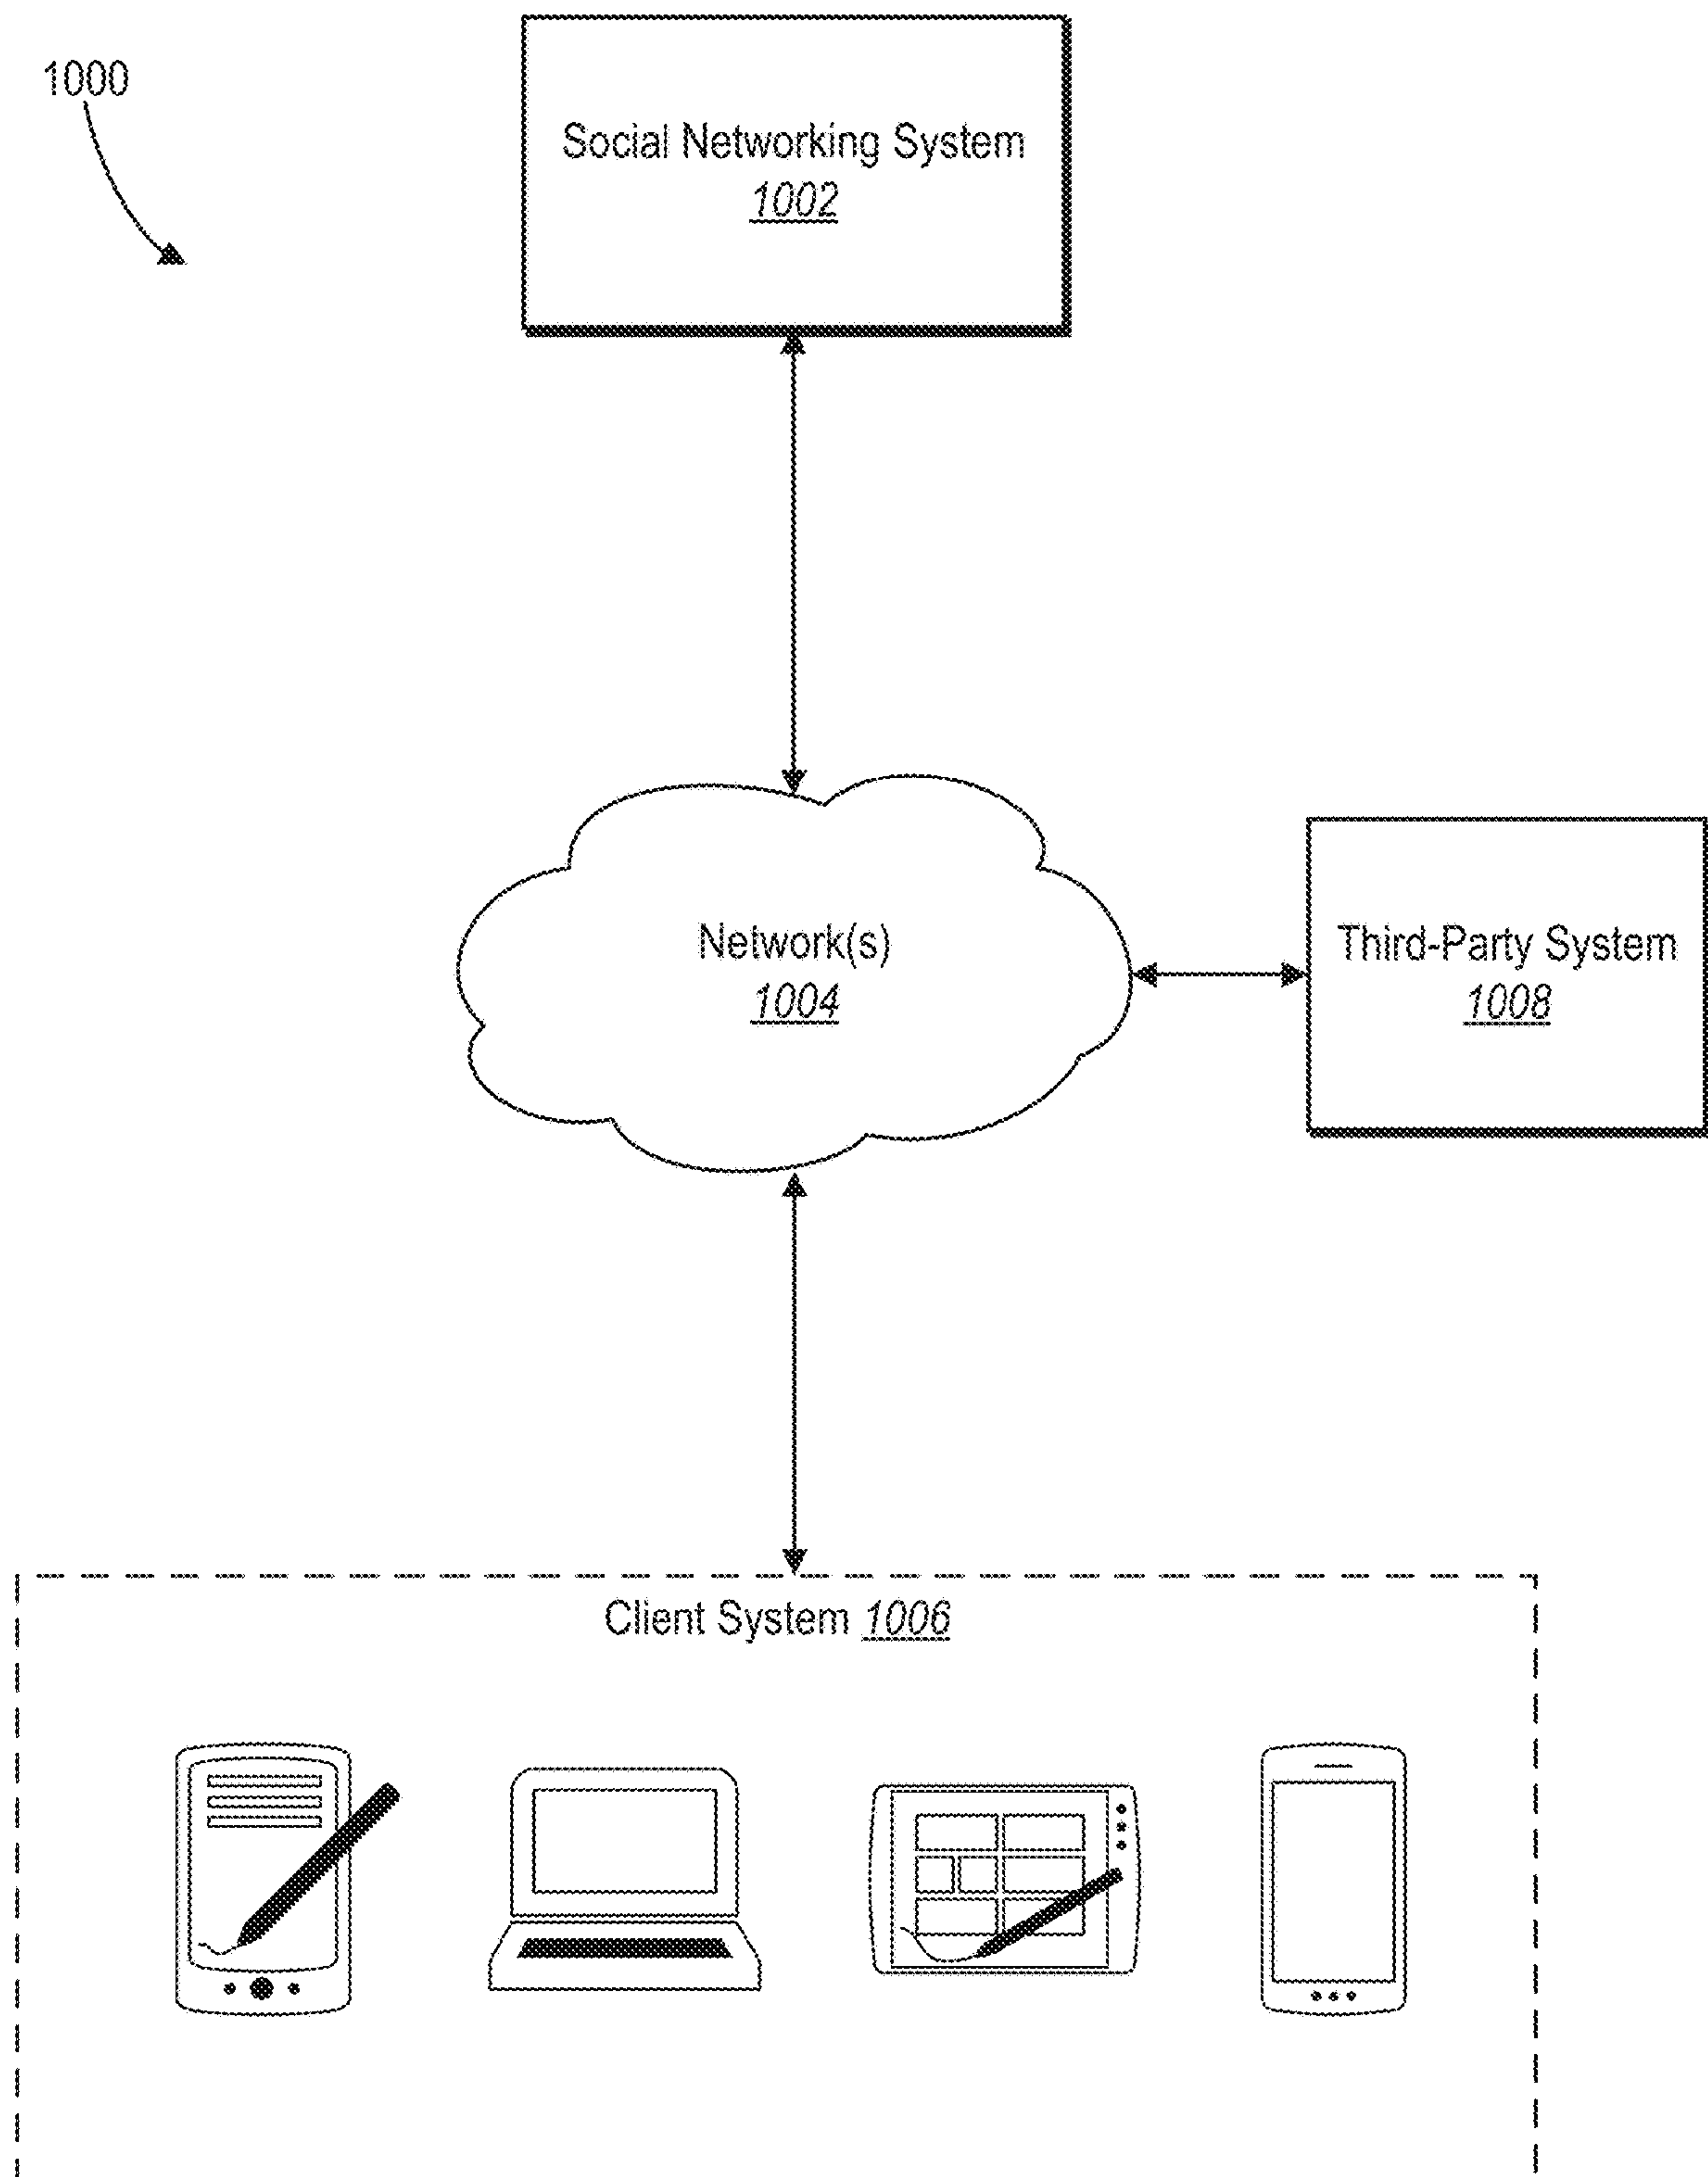 1000
Social Networking System
1002
Network(s)
1004
Third-Party System
1008
Client System 1006